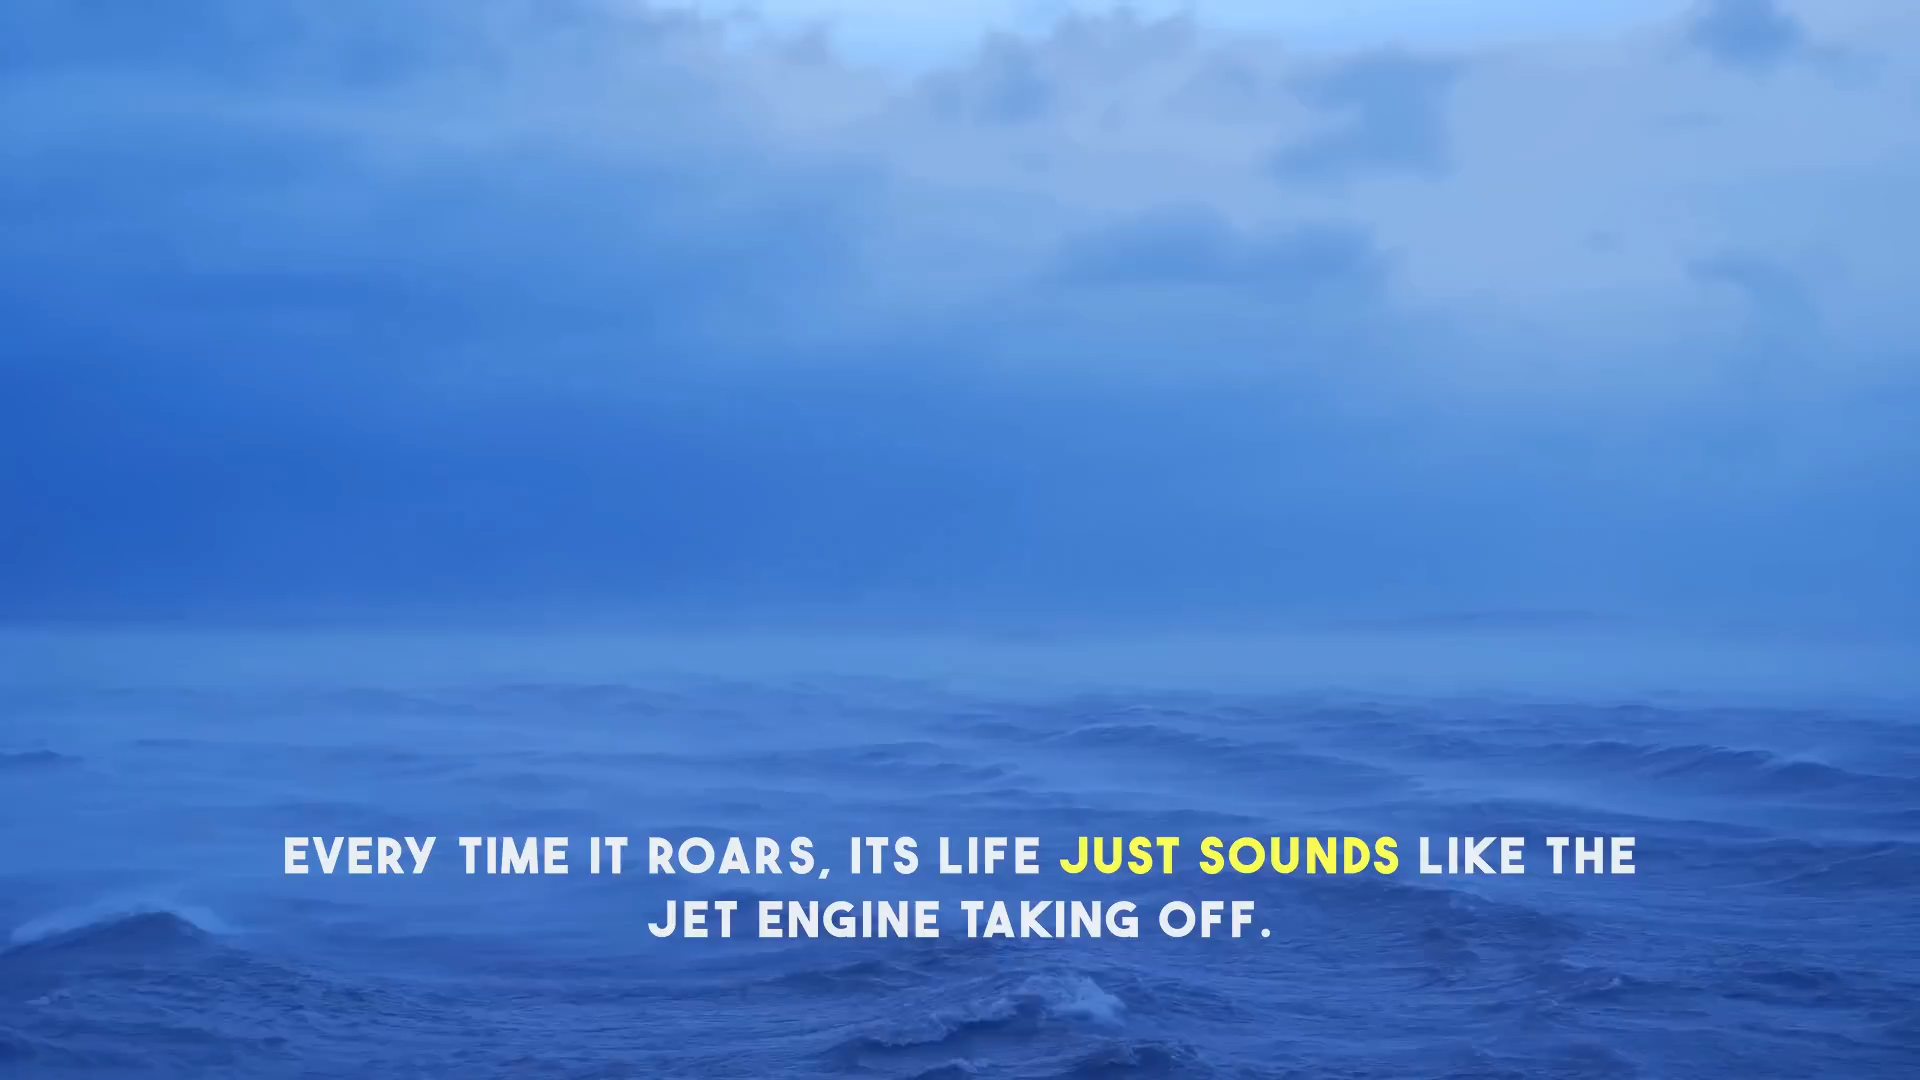 EVERY TIME IT ROARS, ITS LIFE JUST SOUNDS LIKE THE
JET ENGINE TAKING OFF.